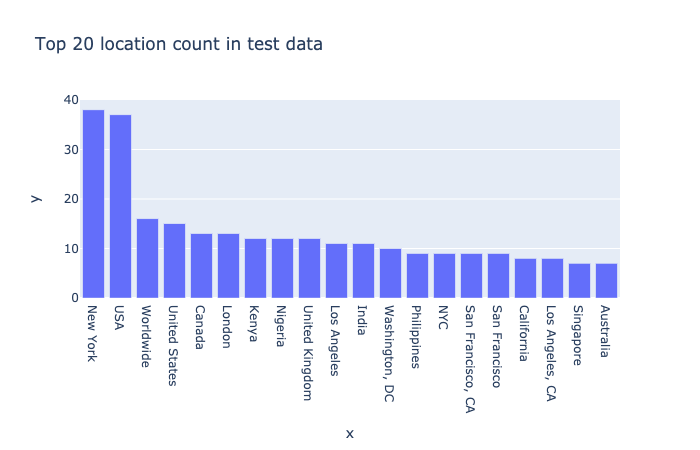 Top 20 location count in test data
y
40
30
20
10
0
New York
USA
Worldwide
United States
Canada
London
Kenya
Nigeria
United Kingdom
Los Angeles
India
Washington, DC
Philippines
NYC
San Francisco, CA
San Francisco
California
Los Angeles, CA
Singapore
Australia
x